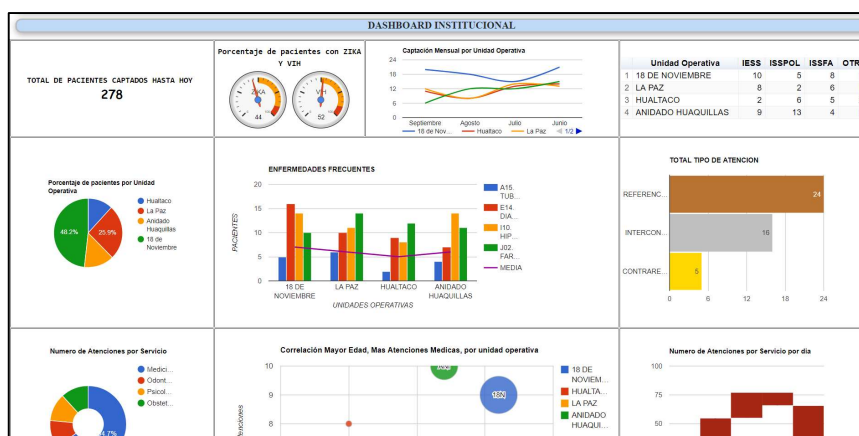 DASHBOARD INSTITUCIONAL
TOTAL DE PACIENTES CAPTADOS HASTA HOY
278
Porcentaje de pacientes con ZIKA
Y VIH
ZIKA
44
VIH
52
Captación Mensual por Unidad Operativa
24
18
12
6
0
Septiembre Agosto Julio Junio
18 de Nov... Hualtaco La Paz 1/2
Unidad Operativa IESS ISSPOL ISSFA OTR
1 18 DE NOVIEMBRE 10 5 8
2 LA PAZ 8 2 6
3 HUALTACO 2 6 5
4 ANIDADO HUAQUILLAS 9 13 4
Porcentaje de pacientes por Unidad
Operativa
48.2%
25.9%
Hualtaco
La Paz
Anidado
Huaquillas
18 de
Noviembre
ENFERMEDADES FRECUENTES
PACIENTES
20
15
10
5
0
18 DE
NOVIEMBRE
LA PAZ
HUALTACO
ANIDADO
HUAQUILLAS
UNIDADES OPERATIVAS
A15.
TUB...
E14.
DIA...
I10.
HIP...
J02.
FAR...
MEDIA
TOTAL TIPO DE ATENCION
REFERENC... 24
INTERCON... 16
CONTRARE... 5
0 6 12 18 24
Numero de Atenciones por Servicio
Medici...
Odont...
Psicol...
Obstet...
Correlación Mayor Edad, Mas Atenciones Medicas, por unidad operativa
10
9
8
18N
18 DE
NOVIEM...
HUALTA...
LA PAZ
ANIDADO
HUAQUI...
Numero de Atenciones por Servicio por dia
100
75
50